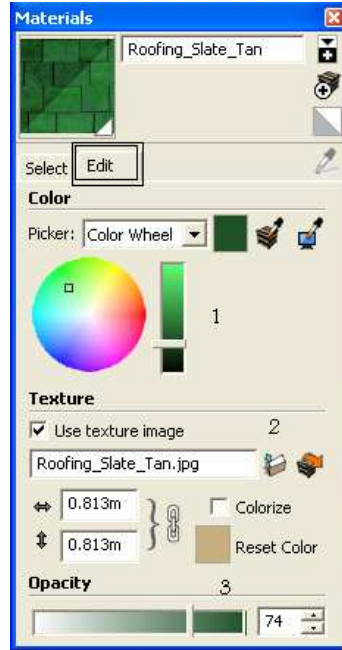 Materials
Roofing_Slate_Tan
Select Edit
Color
Picker: Color Wheel
1
Texture
Use texture image 2
Roofing_Slate_Tan.jpg
0.813m Colorize
0.813m Reset Color
Opacity 3
74